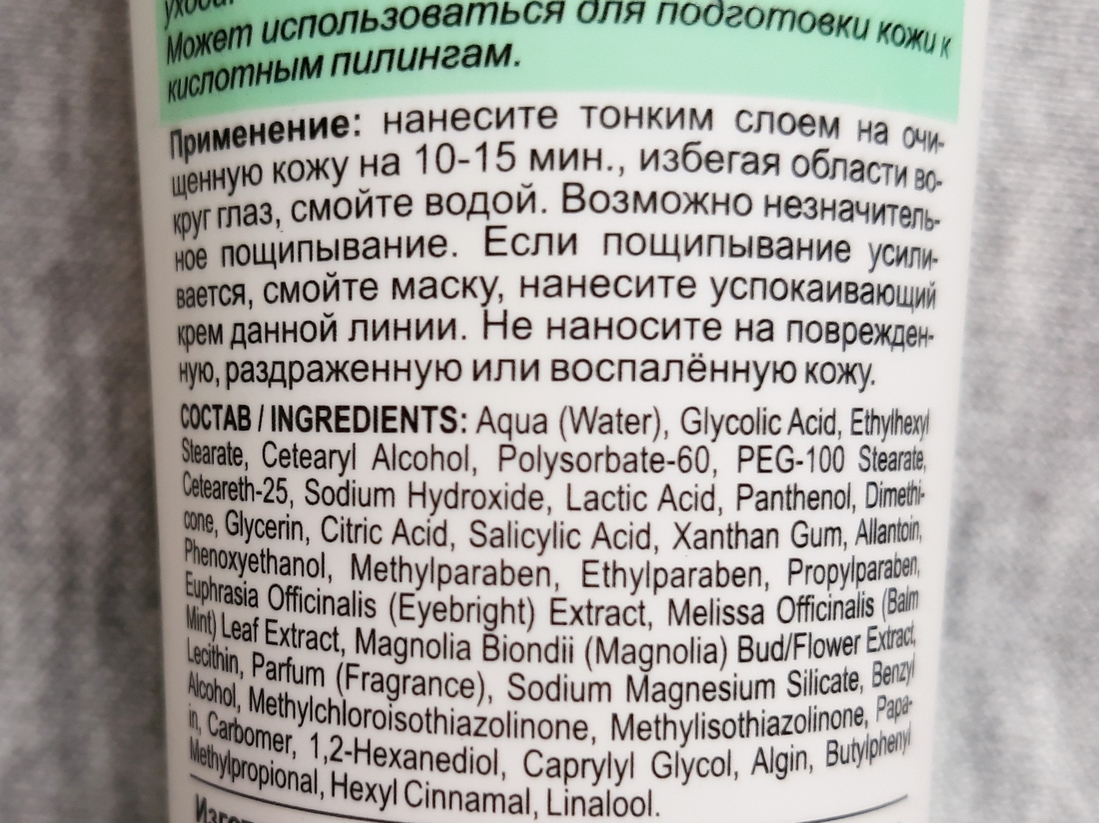 уходи.
Может использоваться для подготовки кожи к
кислотным пилингам.
Применение: нанесите тонким слоем на очи-
щенную кожу на 10-15 мин., избегая области во-
круг глаз, смойте водой. Возможно незначитель-
ное пощипывание. Если пощипывание усили-
вается, смойте маску, нанесите успокаивающий
крем данной линии. Не наносите на поврежден-
ную, раздраженную или воспалённую кожу.
СОСТАВ / INGREDIENTS: Aqua (Water), Glycolic Acid, Ethylhexyl
Stearate, Cetearyl Alcohol, Polysorbate-60, PEG-100 Stearate,
Ceteareth-25, Sodium Hydroxide, Lactic Acid, Panthenol, Dimethi-
cone, Glycerin, Citric Acid, Salicylic Acid, Xanthan Gum, Allantoin,
Phenoxyethanol, Methylparaben, Ethylparaben, Propylparaben,
Euphrasia Officinalis (Eyebright) Extract, Melissa Officinalis (Balm
Mint) Leaf Extract, Magnolia Biondii (Magnolia) Bud/Flower Extract,
Lecithin, Parfum (Fragrance), Sodium Magnesium Silicate, Benzyl
Alcohol, Methylchloroisothiazolinone, Methylisothiazolinone, Papa-
in, Carbomer, 1,2-Hexanediol, Caprylyl Glycol, Algin, Butylphenyl
Methylpropional, Hexyl Cinnamal, Linalool.